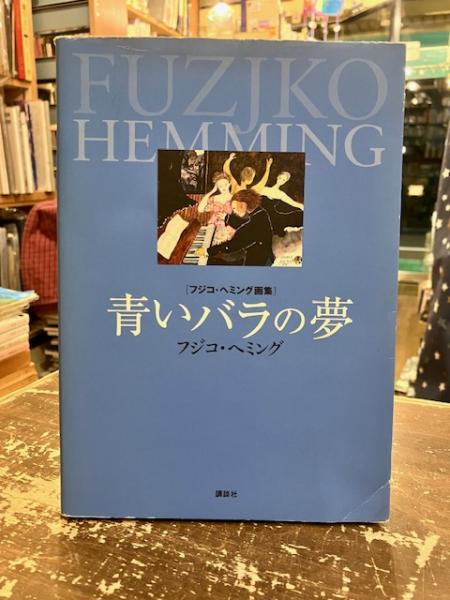 FUZJKO
HEMMING
[フジコ・ヘミング画集]
青いバラの夢
フジコ・ヘミング
講談社